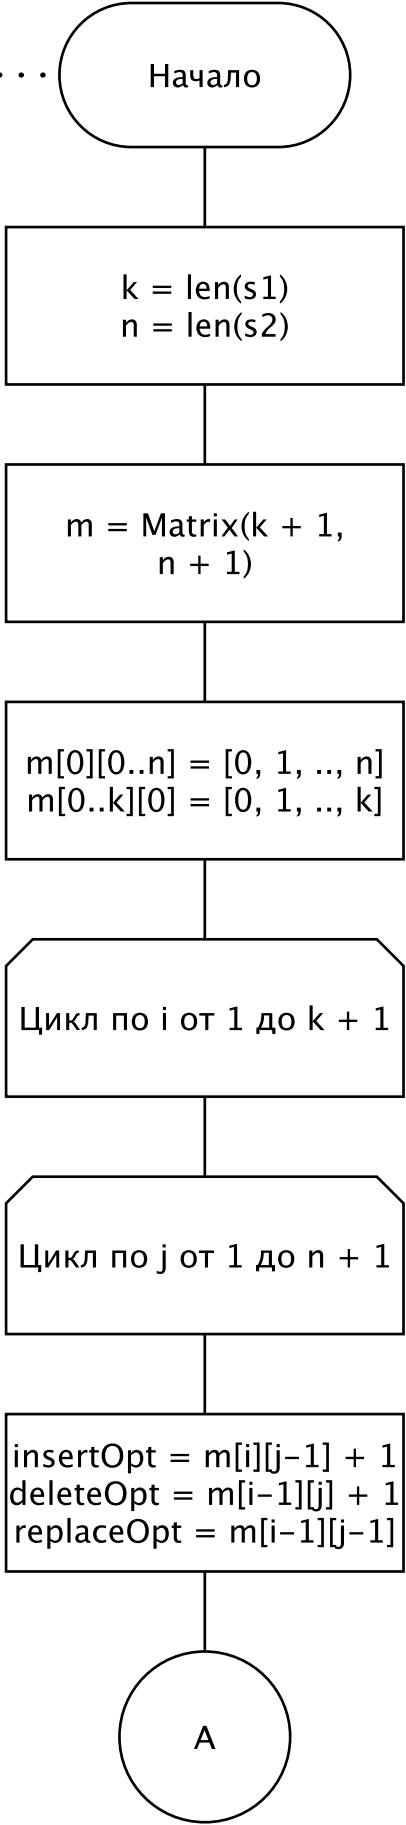 Начало
k = len(s1)
n = len(s2)
m = Matrix(k + 1,
n + 1)
m[0][0..n] = [0, 1, .., n]
m[0..k][0] = [0, 1, .., k]
Цикл по i от 1 до k + 1
Цикл по j от 1 до n + 1
insertOpt = m[i][j-1] + 1
deleteOpt = m[i-1][j] + 1
replaceOpt = m[i-1][j-1]
A